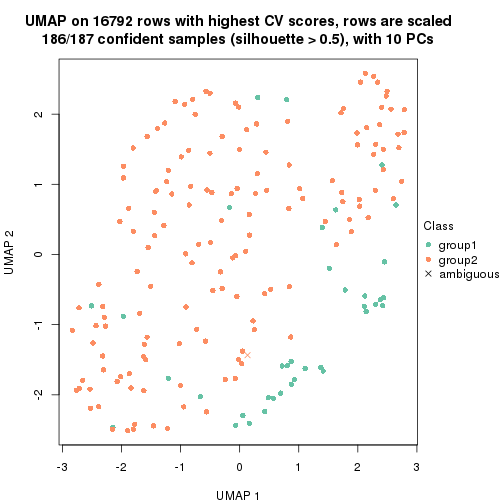 UMAP on 16792 rows with highest CV scores, rows are scaled
186/187 confident samples (silhouette > 0.5), with 10 PCs
2
1
0
-1
-2
UMAP 2
-3
-2
-1
0
1
2
3
UMAP 1
Class
group1
group2
ambiguous